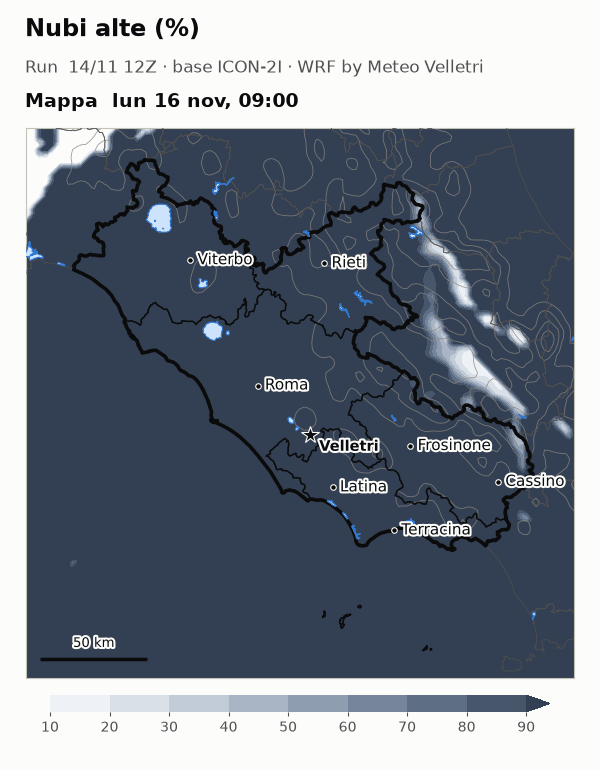 Nubi alte (%)
Run 14/11 12Z · base ICON-2I · WRF by Meteo Velletri
Mappa lun 16 nov, 09:00
Viterbo
Rieti
Roma
Velletri
Frosinone
Latina
Cassino
Terracina
50 km
10 20 30 40 50 60 70 80 90